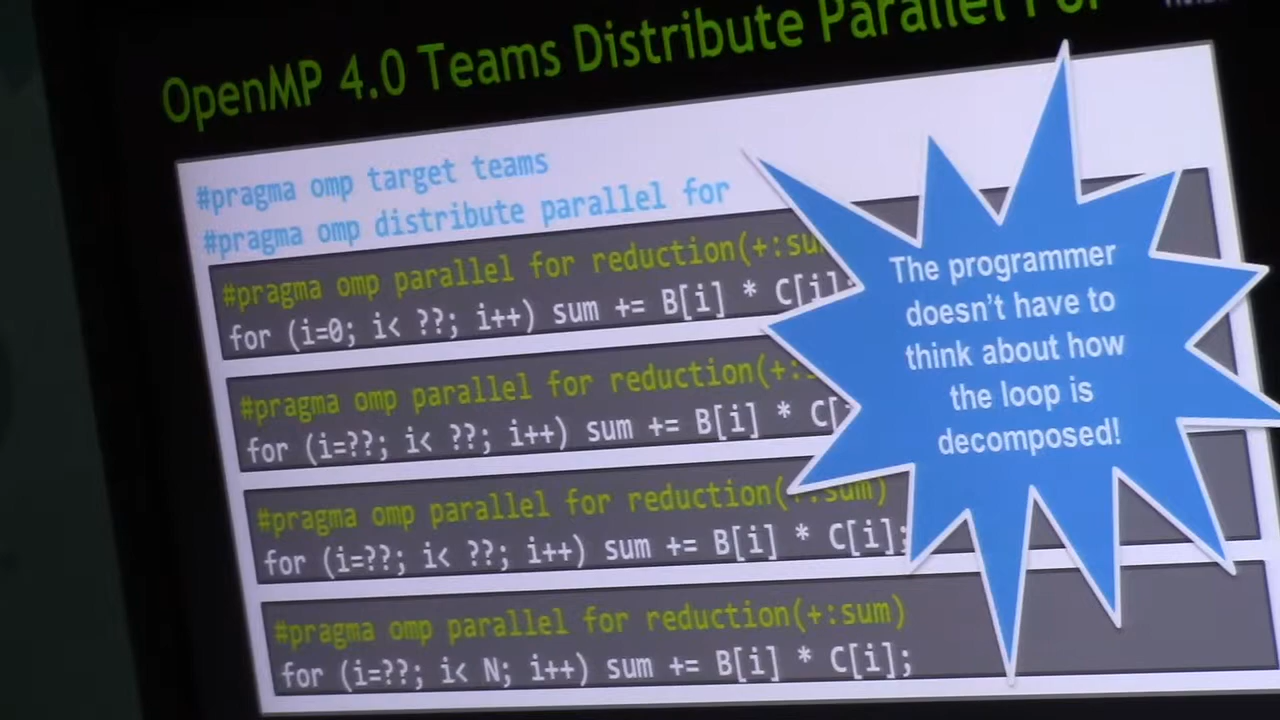 OpenMP 4.0 Teams Distribute Parallel For
#pragma omp target teams
#pragma omp distribute parallel for
#pragma omp parallel for reduction(+:su
for (i=0; i< ??; i++) sum += B[i] * C[i];
#pragma omp parallel for reduction(+:
for (i=??; i< ??; i++) sum += B[i] * C[
#pragma omp parallel for reduction(+:sum)
for (i=??; i< ??; i++) sum += B[i] * C[i];
#pragma omp parallel for reduction(+:sum)
for (i=??; i< N; i++) sum += B[i] * C[i];
The programmer
doesn't have to
think about how
the loop is
decomposed!